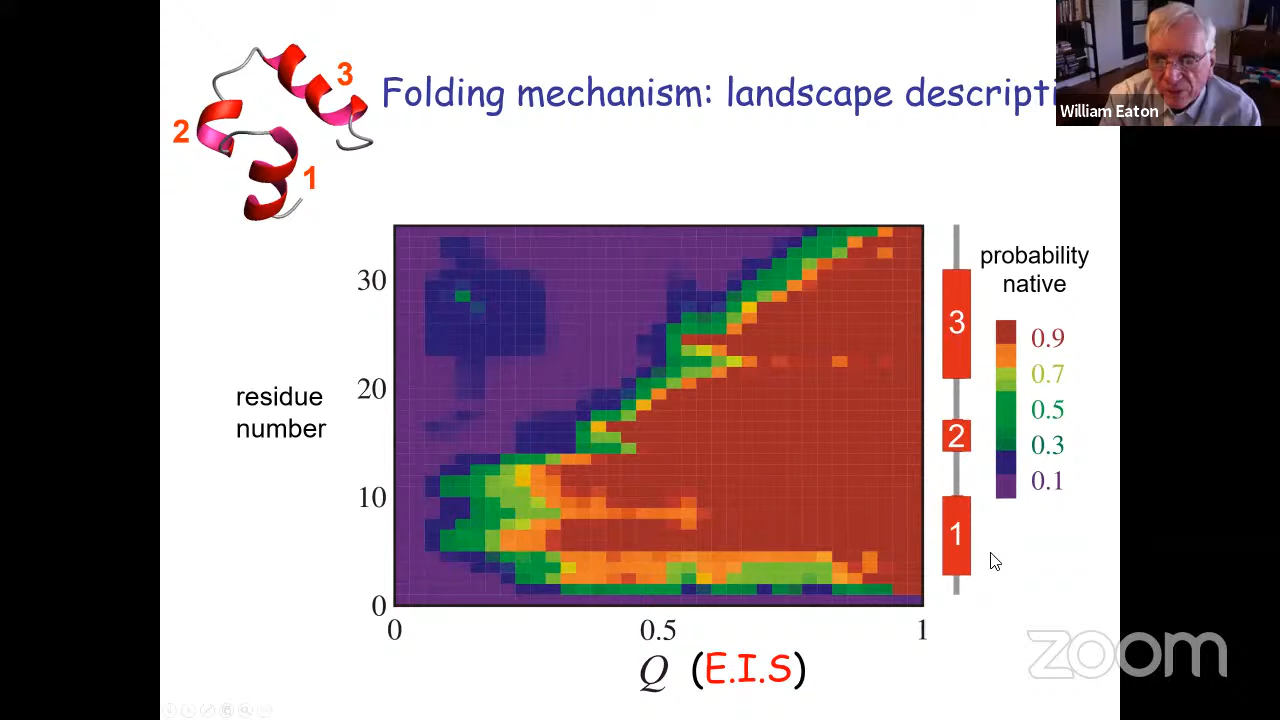 Folding mechanism: landscape descripti
William Eaton
3
2
1
probability
native
30
20
10
0
residue
number
3
2
1
0.9
0.7
0.5
0.3
0.1
0
0.5
1
Q (E.I.S)
zoom